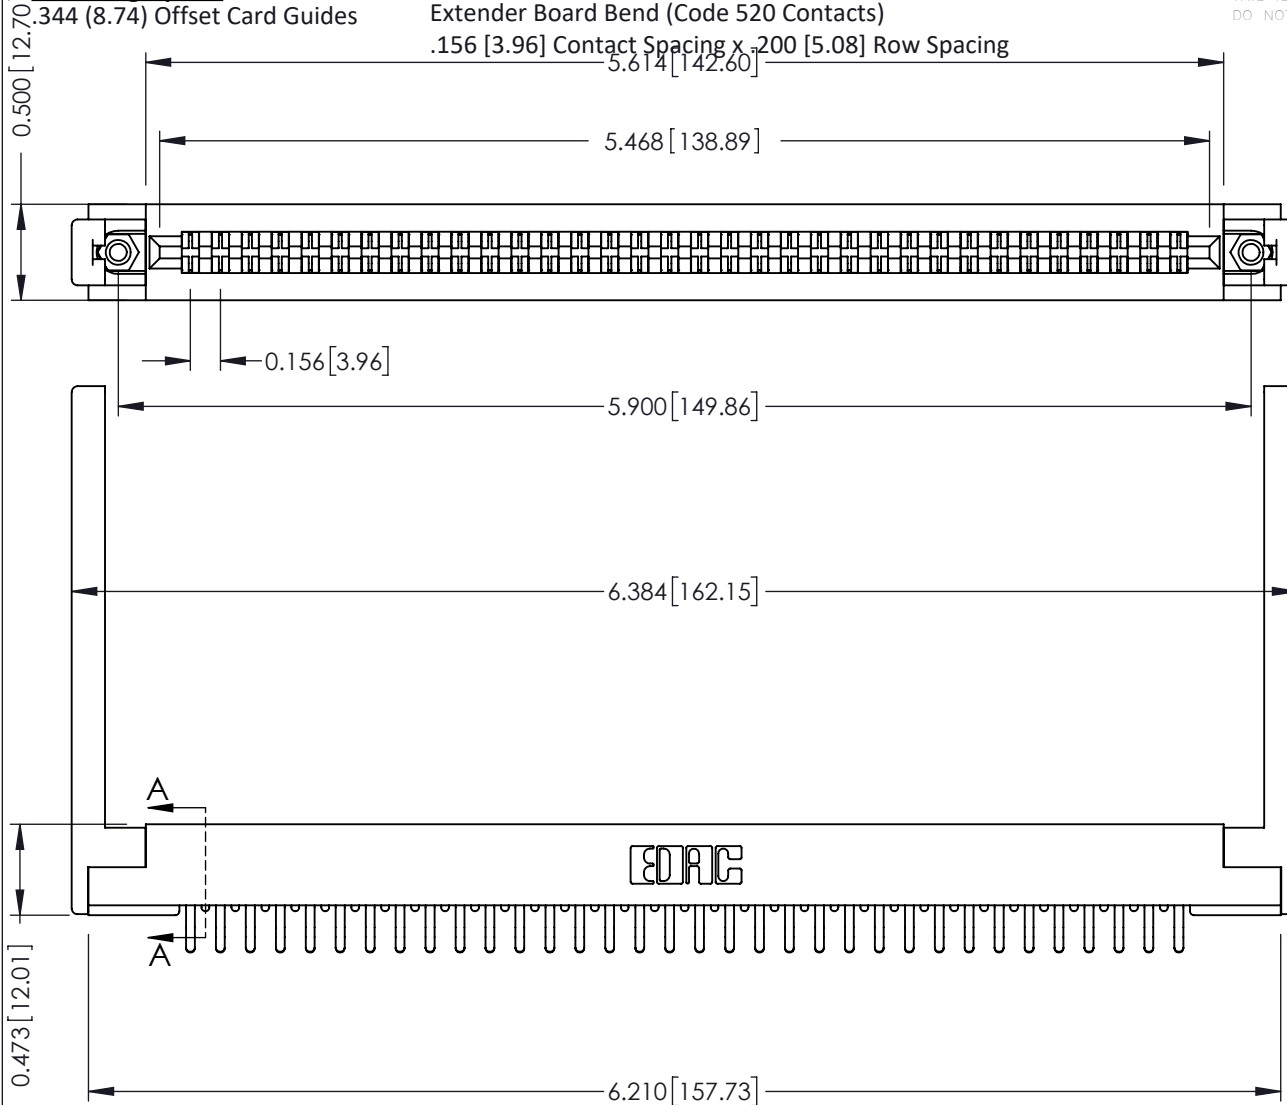 .344 (8.74) Offset Card Guides
Extender Board Bend (Code 520 Contacts)
.156 [3.96] Contact Spacing x .200 [5.08] Row Spacing
DO NOT
0.500 [12.70]
5.614 [142.60]
5.468 [138.89]
0.156 [3.96]
5.900 [149.86]
6.384 [162.15]
A
EDAC
A
0.473 [12.01]
6.210 [157.73]